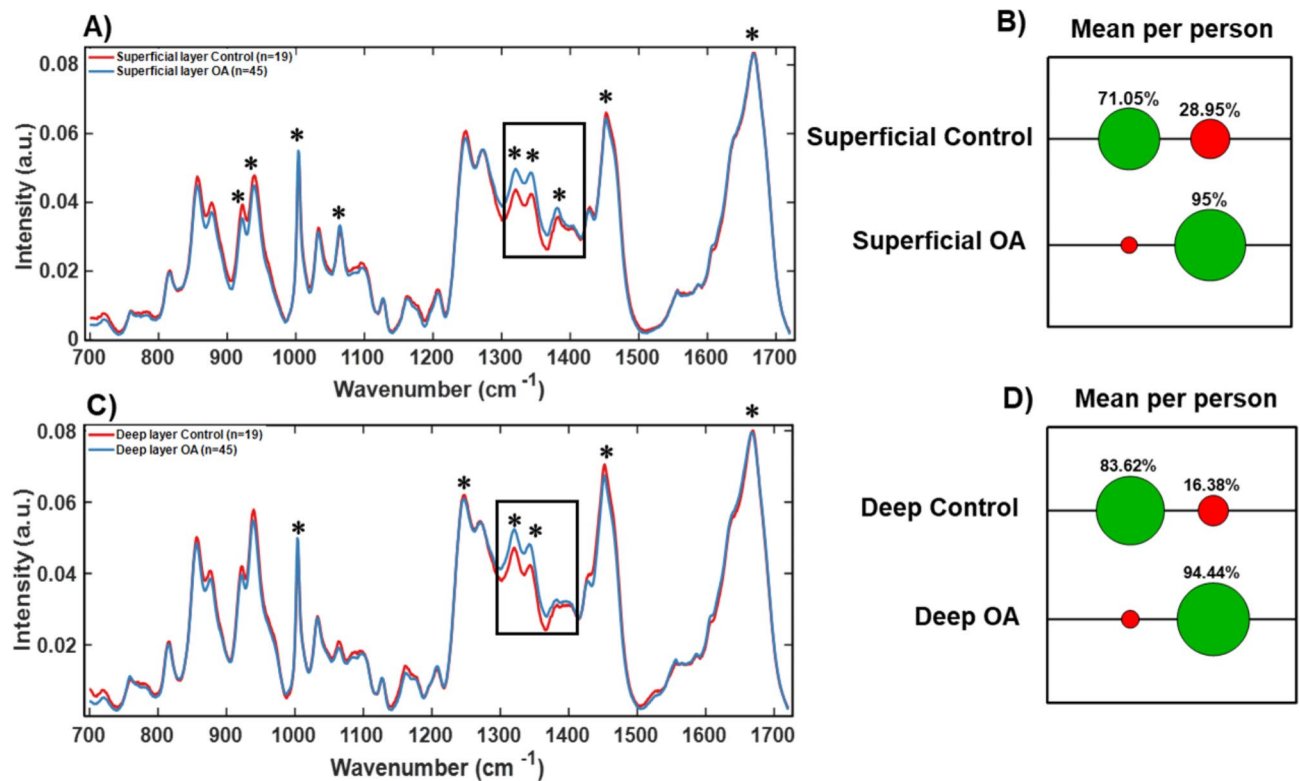 A)
Superficial layer Control (n=19)
Superficial layer OA (n=45)
0.08
0.06
0.04
0.02
0
Intensity (a.u.)
* * * * * * * * *
700 800 900 1000 1100 1200 1300 1400 1500 1600 1700
Wavenumber (cm -1)
B)
Mean per person
Superficial Control
71.05% 28.95%
Superficial OA
95%
C)
Deep layer Control (n=19)
Deep layer OA (n=45)
0.08
0.06
0.04
0.02
Intensity (a.u.)
* * * * * *
700 800 900 1000 1100 1200 1300 1400 1500 1600 1700
Wavenumber (cm -1)
D)
Mean per person
Deep Control
83.62% 16.38%
Deep OA
94.44%